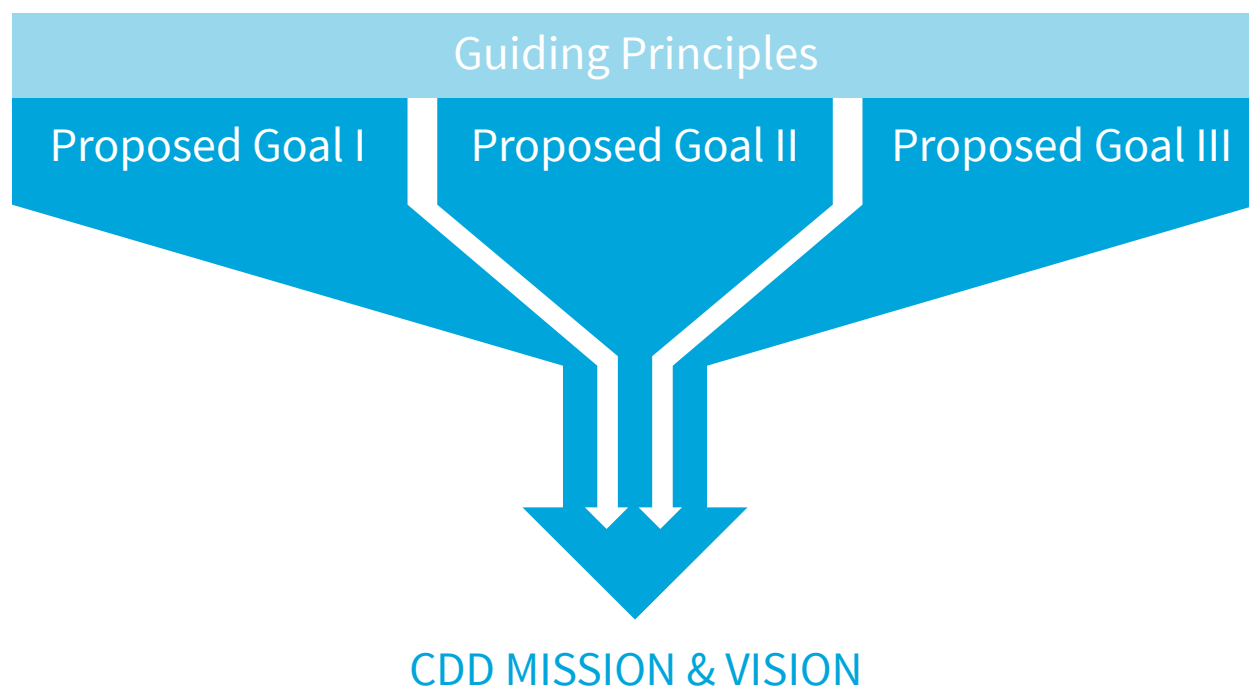 Guiding Principles
Proposed Goal I
Proposed Goal II
Proposed Goal III
CDD MISSION & VISION